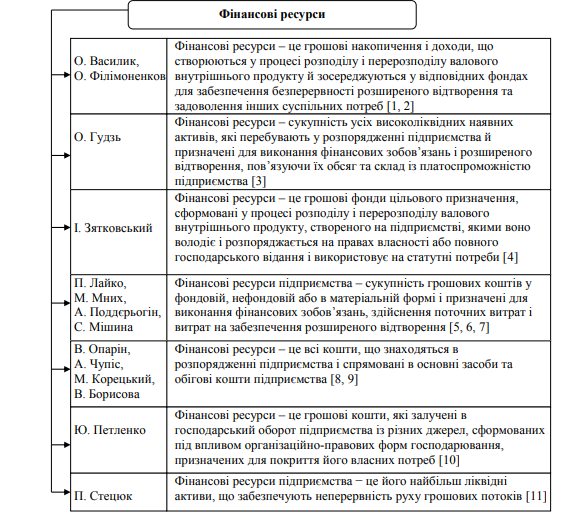 Фінансові ресурси
О. Василик,
О. Філімоненков
Фінансові ресурси – це грошові накопичення і доходи, що
створюються у процесі розподілу і перерозподілу валового
внутрішнього продукту й зосереджуються у відповідних фондах
для забезпечення безперервності розширеного відтворення та
задоволення інших суспільних потреб [1, 2]
О. Гудзь
Фінансові ресурси – сукупність усіх високоліквідних наявних
активів, які перебувають у розпорядженні підприємства й
призначені для виконання фінансових зобов’язань і розширеного
відтворення, пов’язуючи їх обсяг та склад із платоспроможністю
підприємства [3]
І. Зятковський
Фінансові ресурси – це грошові фонди цільового призначення,
сформовані у процесі розподілу і перерозподілу валового
внутрішнього продукту, створеного на підприємстві, якими воно
володіє і розпоряджається на правах власності або повного
господарського відання і використовує на статутні потреби [4]
П. Лайко,
М. Мних,
А. Поддєрьогін,
С. Мішина
Фінансові ресурси підприємства – сукупність грошових коштів у
фондовій, нефондовій або в матеріальній формі і призначені для
виконання фінансових зобов’язань, здійснення поточних витрат і
витрат на забезпечення розширеного відтворення [5, 6, 7]
В. Опарін,
А. Чупіс,
М. Корецький,
В. Борисова
Фінансові ресурси – це всі кошти, що знаходяться в
розпорядженні підприємства і спрямовані в основні засоби та
обігові кошти підприємства [8, 9]
Ю. Петленко
Фінансові ресурси – це грошові кошти, які залучені в
господарський оборот підприємства із різних джерел, сформованих
під впливом організаційно-правових форм господарювання,
призначених для покриття його власних потреб [10]
П. Стецюк
Фінансові ресурси підприємства – це його найбільш ліквідні
активи, що забезпечують неперервність руху грошових потоків [11]